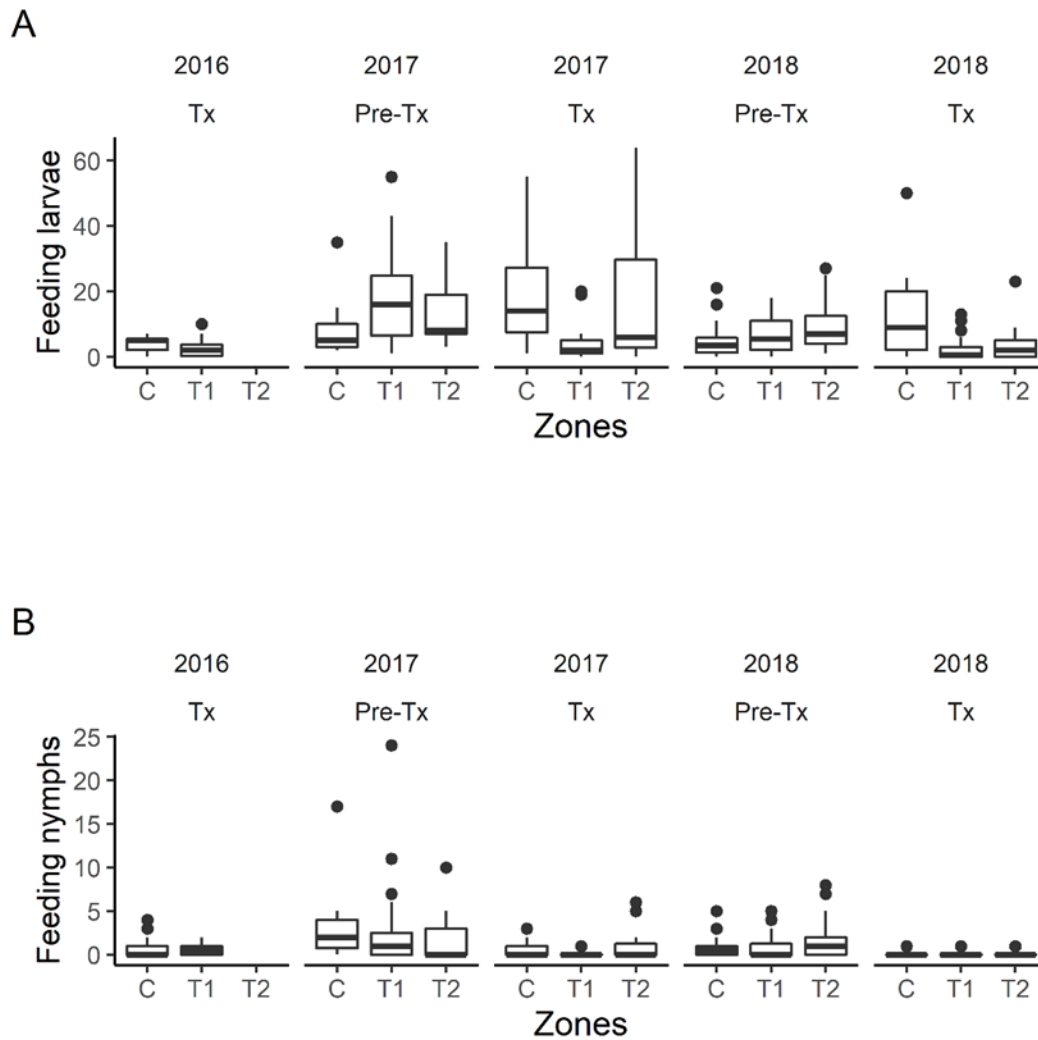 A
2016 2017 2017 2018 2018
Tx Pre-Tx Tx Pre-Tx Tx
Feeding larvae
60
40
20
0
C T1 T2 C T1 T2 C T1 T2 C T1 T2 C T1 T2
Zones
B
2016 2017 2017 2018 2018
Tx Pre-Tx Tx Pre-Tx Tx
Feeding nymphs
25
20
15
10
5
0
C T1 T2 C T1 T2 C T1 T2 C T1 T2 C T1 T2
Zones